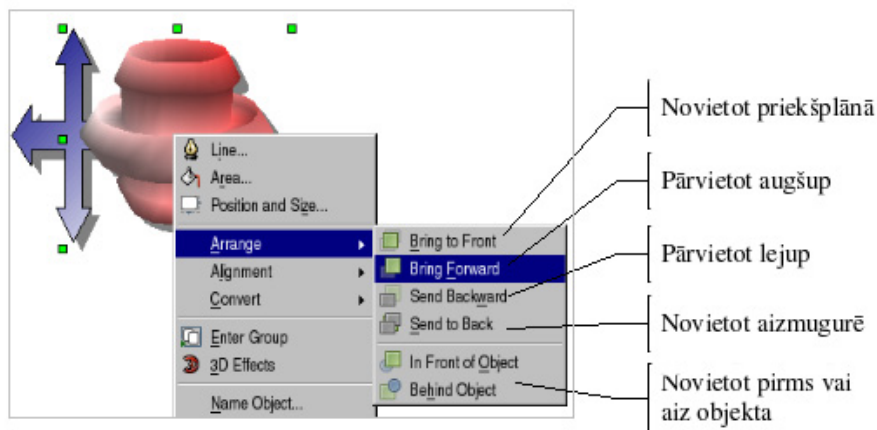 Line...
Area...
Position and Size...
Arrange
Alignment
Convert
Enter Group
3D Effects
Name Object...
Bring to Front
Bring Forward
Send Backward
Send to Back
In Front of Object
Behind Object
Novietot priekšplānā
Pārvietot augšup
Pārvietot lejup
Novietot aizmugurē
Novietot pirms vai
aiz objekta